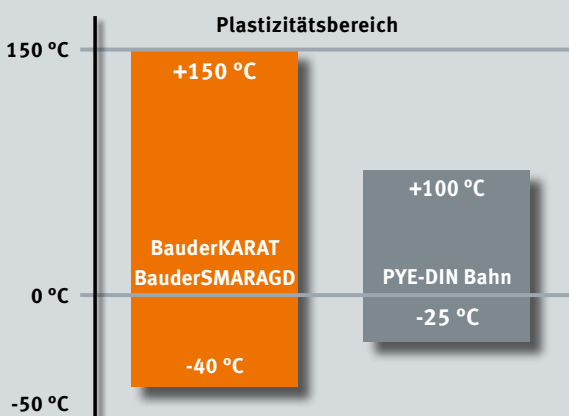 Plastizitätsbereich
150 °C
+150 °C
+100 °C
BauderKARAT
BauderSMARAGD
PYE-DIN Bahn
0 °C
-25 °C
-40 °C
-50 °C